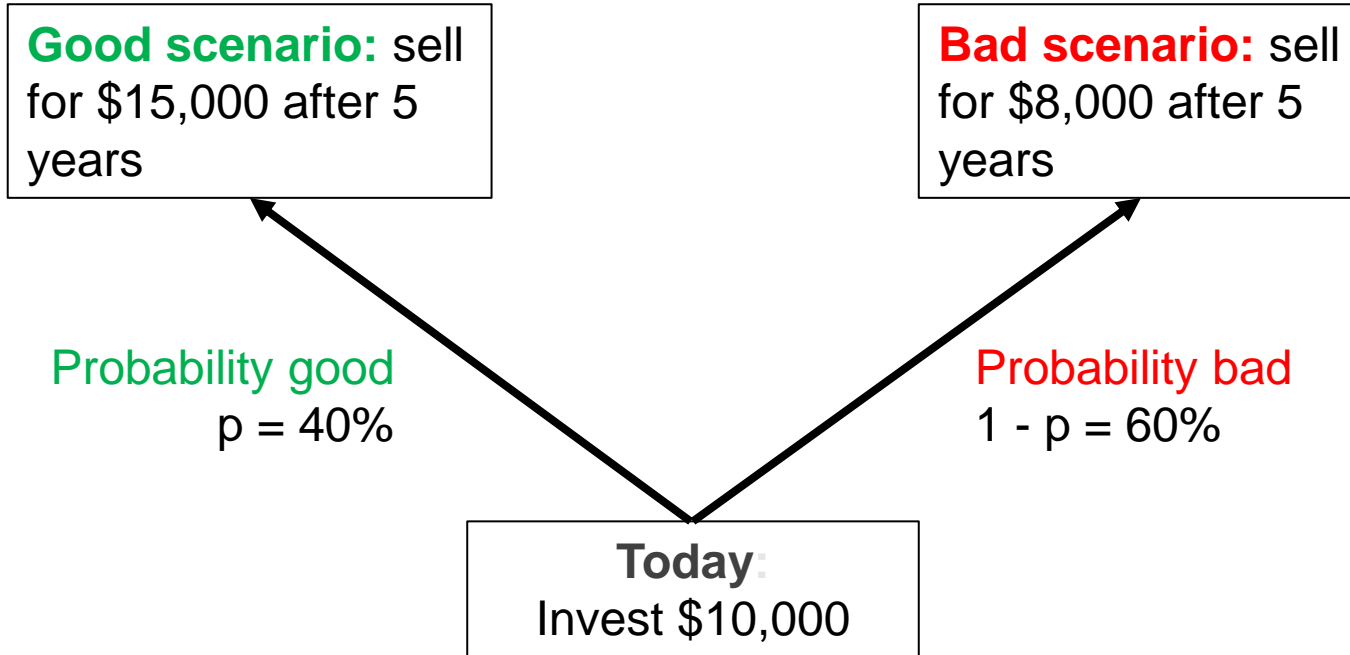 Good scenario: sell
for $15,000 after 5
years
Bad scenario: sell
for $8,000 after 5
years
Probability good
p = 40%
Probability bad
1 - p = 60%
Today:
Invest $10,000